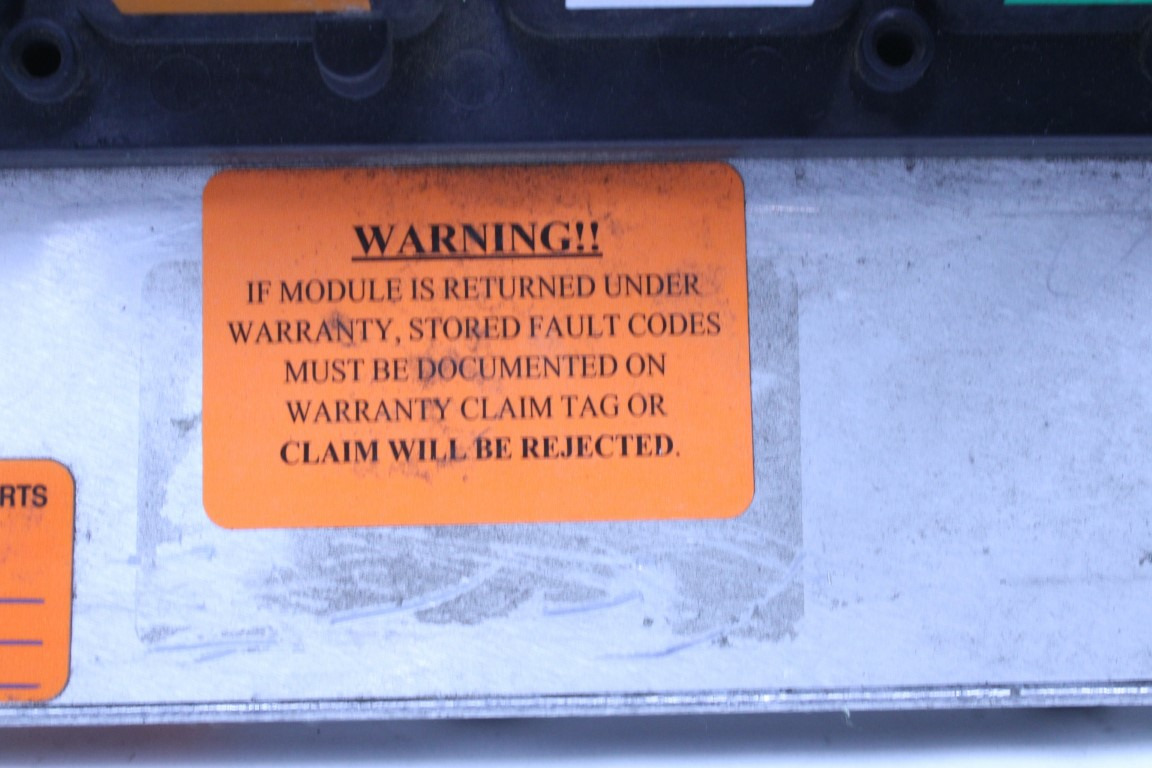 WARNING!!
IF MODULE IS RETURNED UNDER
WARRANTY, STORED FAULT CODES
MUST BE DOCUMENTED ON
WARRANTY CLAIM TAG OR
CLAIM WILL BE REJECTED.
RTS